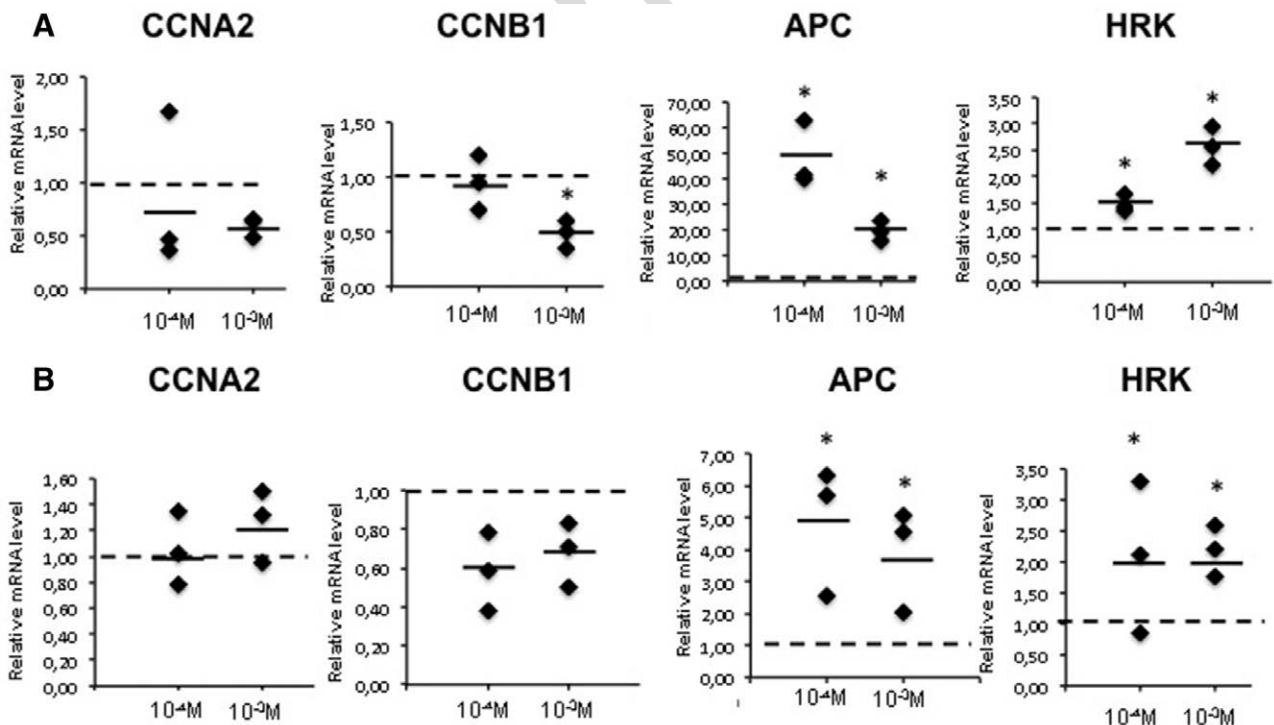 A
CCNA2
CCNB1
APC
HRK
Relative mRNA level
2,00
1,50
1,00
0,50
0,00
10⁻⁴M 10⁻³M
Relative mRNA level
1,50
1,00
0,50
0,00
*
10⁻⁴M 10⁻³M
Relative mRNA level
70,00
60,00
50,00
40,00
30,00
20,00
10,00
0,00
*
*
10⁻⁴M 10⁻³M
Relative mRNA level
3,50
3,00
2,50
2,00
1,50
1,00
0,50
0,00
*
*
10⁻⁴M 10⁻³M
B
CCNA2
CCNB1
APC
HRK
Relative mRNA level
1,60
1,40
1,20
1,00
0,80
0,60
0,40
0,20
0,00
10⁻⁴M 10⁻³M
Relative mRNA level
1,00
0,80
0,60
0,40
0,20
0,00
10⁻⁴M 10⁻³M
Relative mRNA level
7,00
6,00
5,00
4,00
3,00
2,00
1,00
0,00
*
*
10⁻⁴M 10⁻³M
Relative mRNA level
3,50
3,00
2,50
2,00
1,50
1,00
0,50
0,00
*
*
10⁻⁴M 10⁻³M